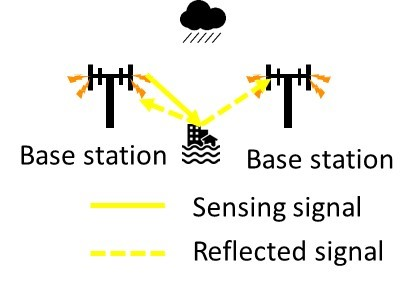 Base station
Base station
Sensing signal
Reflected signal